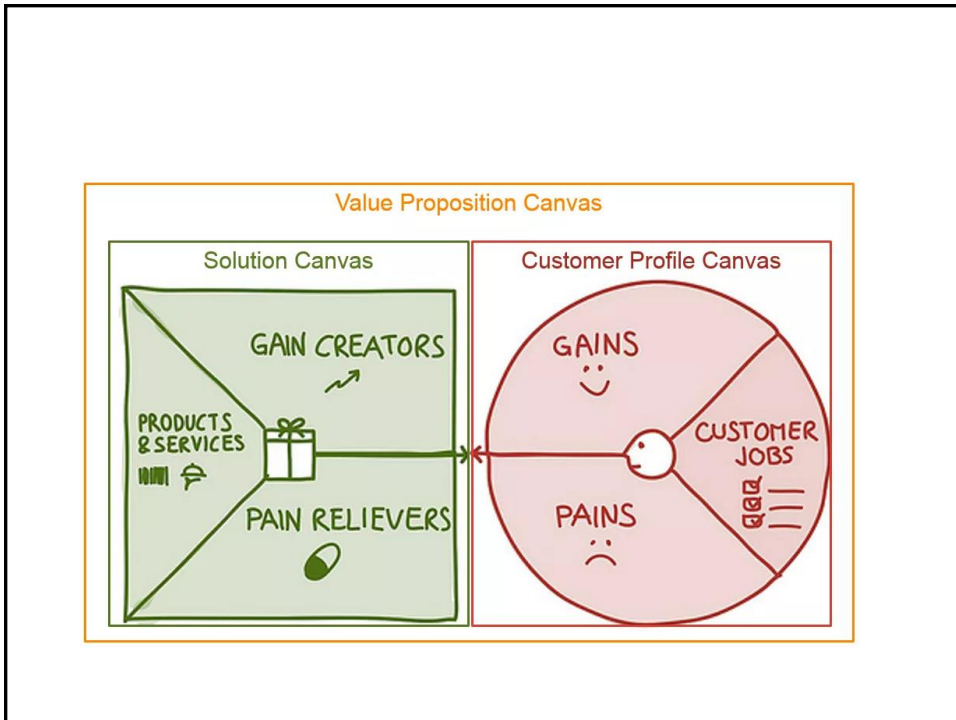 Value Proposition Canvas
Solution Canvas
GAIN CREATORS
PRODUCTS
& SERVICES
PAIN RELIEVERS
Customer Profile Canvas
GAINS
CUSTOMER
JOBS
PAINS